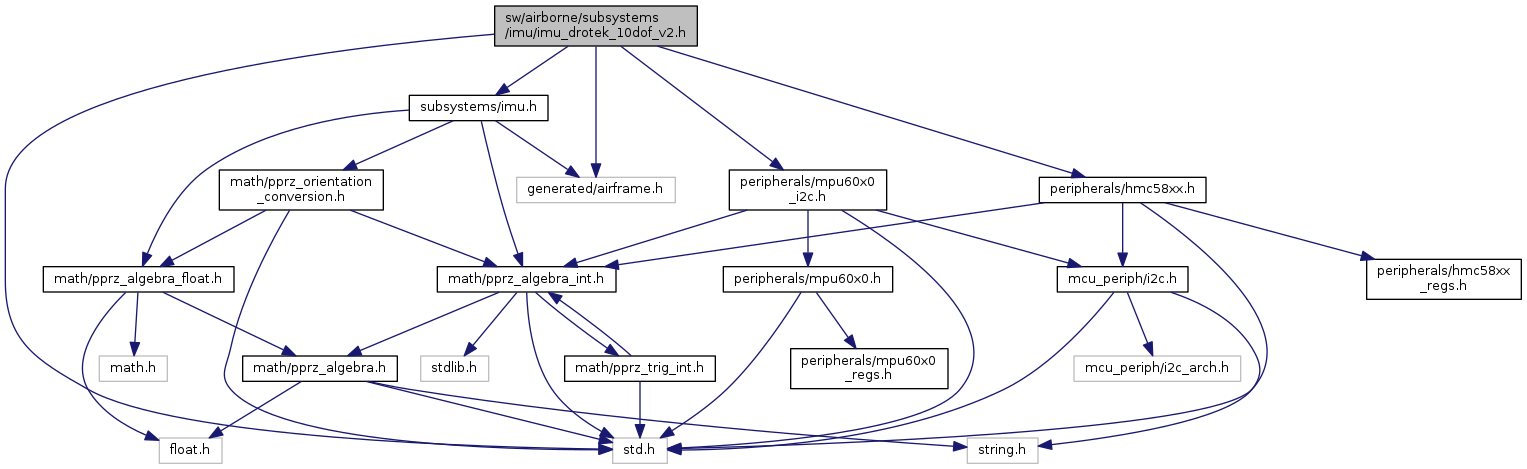 sw/airborne/subsystems
/imu/imu_drotek_10dof_v2.h
subsystems/imu.h
math/pprz_orientation
_conversion.h
generated/airframe.h
peripherals/mpu60x0
_i2c.h
peripherals/hmc58xx.h
math/pprz_algebra_float.h
math/pprz_algebra_int.h
peripherals/mpu60x0.h
mcu_periph/i2c.h
peripherals/hmc58xx
_regs.h
math.h
math/pprz_algebra.h
stdlib.h
math/pprz_trig_int.h
peripherals/mpu60x0
_regs.h
mcu_periph/i2c_arch.h
float.h
std.h
string.h